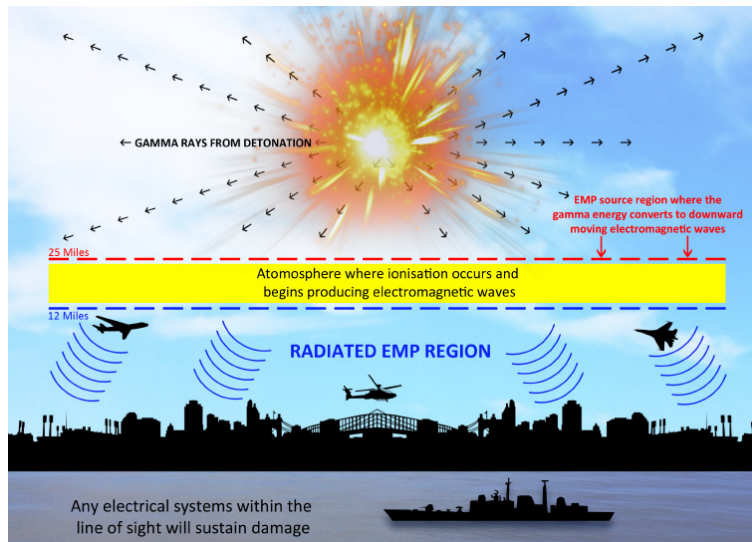 GAMMA RAYS FROM DETONATION
EMP source region where the
gamma energy converts to downward
moving electromagnetic waves
25 Miles
Atomosphere where ionisation occurs and
begins producing electromagnetic waves
12 Miles
RADIATED EMP REGION
Any electrical systems within the
line of sight will sustain damage